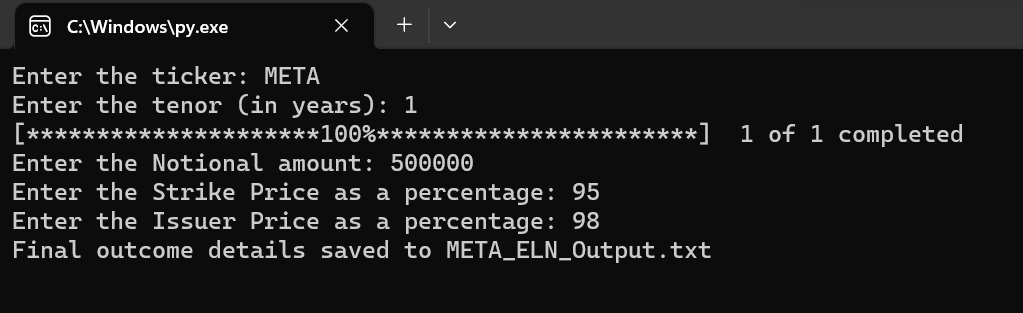 C:\Windows\py.exe
Enter the ticker: META
Enter the tenor (in years): 1
[**********************100%***********************]  1 of 1 completed
Enter the Notional amount: 500000
Enter the Strike Price as a percentage: 95
Enter the Issuer Price as a percentage: 98
Final outcome details saved to META_ELN_Output.txt